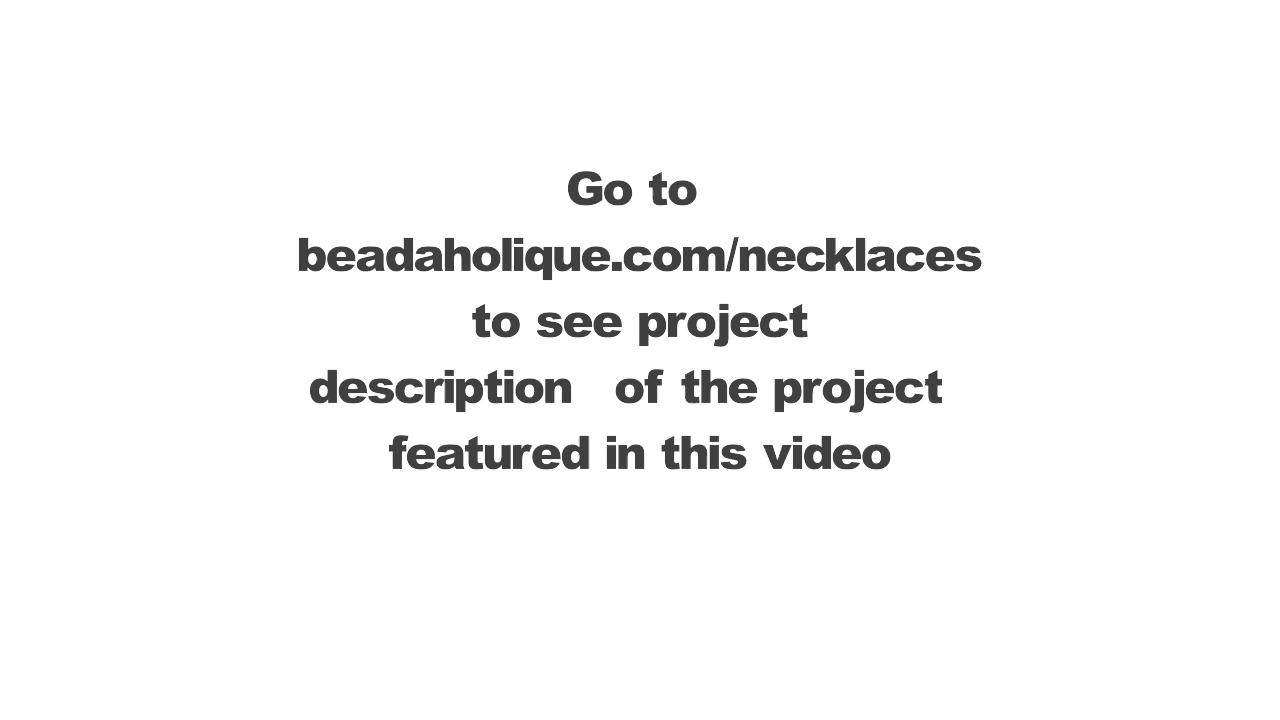 Go to
beadaholique.com/necklaces
to see project
description of the project
featured in this video